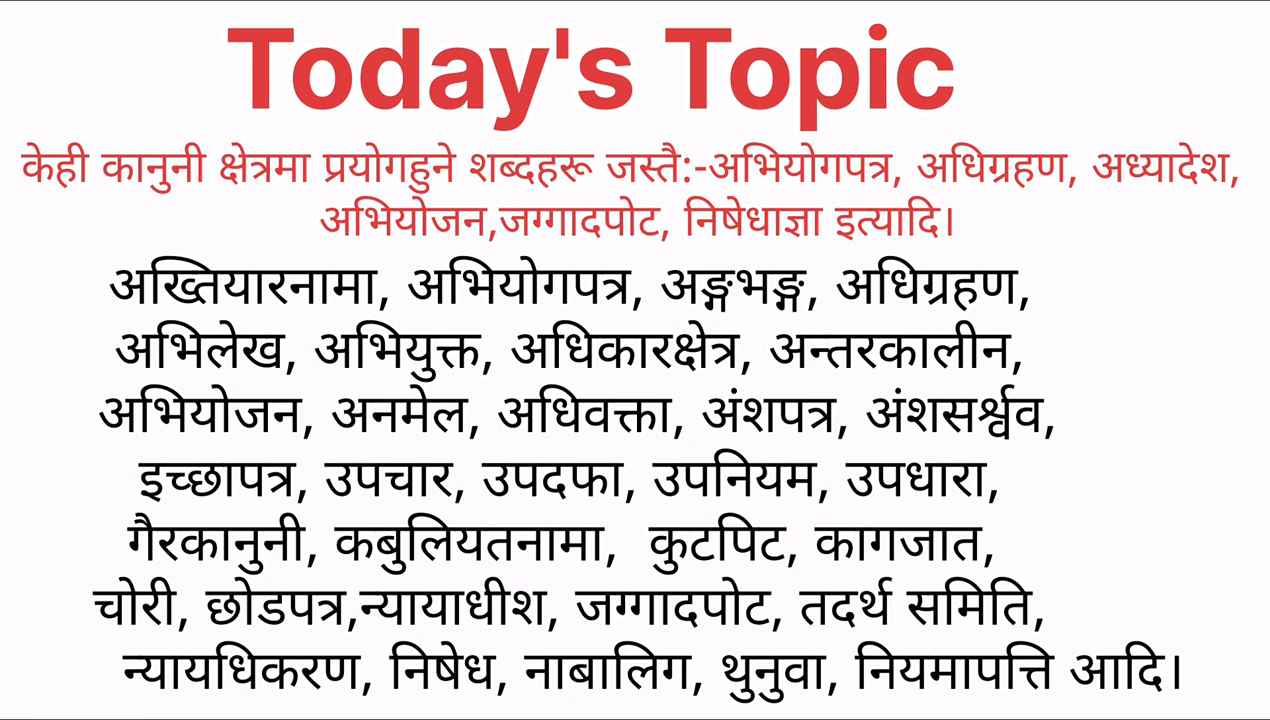 Today's Topic
केही कानुनी क्षेत्रमा प्रयोगहुने शब्दहरू जस्तै:-अभियोगपत्र, अधिग्रहण, अध्यादेश,
अभियोजन,जग्गादपोट, निषेधाज्ञा इत्यादि।
अख्तियारनामा, अभियोगपत्र, अङ्गभङ्ग, अधिग्रहण,
अभिलेख, अभियुक्त, अधिकारक्षेत्र, अन्तरकालीन,
अभियोजन, अनमेल, अधिवक्ता, अंशपत्र, अंशसर्श्वव,
इच्छापत्र, उपचार, उपदफा, उपनियम, उपधारा,
गैरकानुनी, कबुलियतनामा, कुटपिट, कागजात,
चोरी, छोडपत्र,न्यायाधीश, जग्गादपोट, तदर्थ समिति,
न्यायधिकरण, निषेध, नाबालिग, थुनुवा, नियमापत्ति आदि।